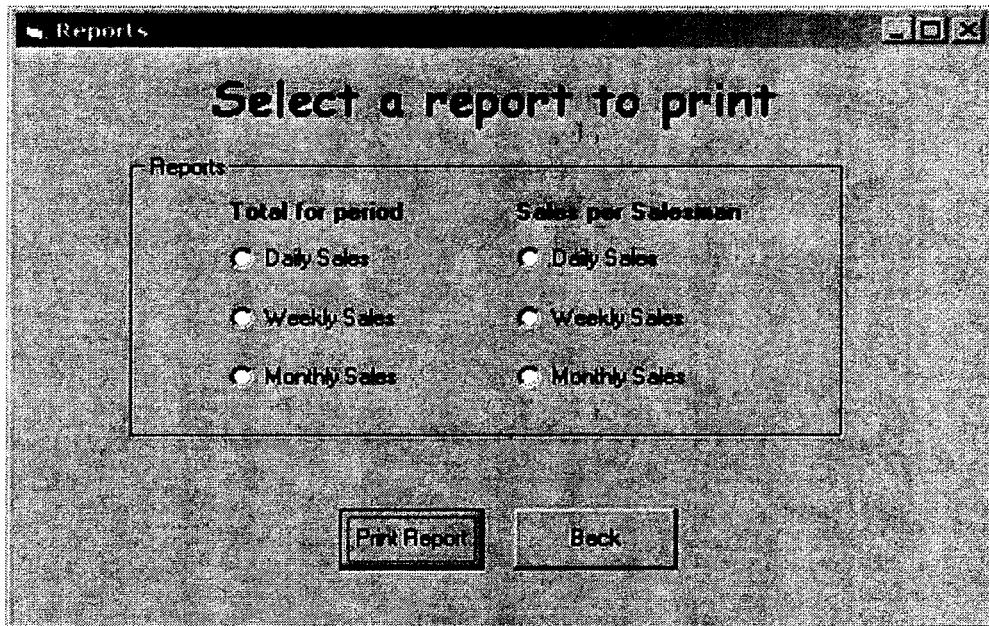 Reports
Select a report to print
Reports
Total for period
Daily Sales
Weekly Sales
Monthly Sales
Sales per Salesman
Daily Sales
Weekly Sales
Monthly Sales
Print Report
Back